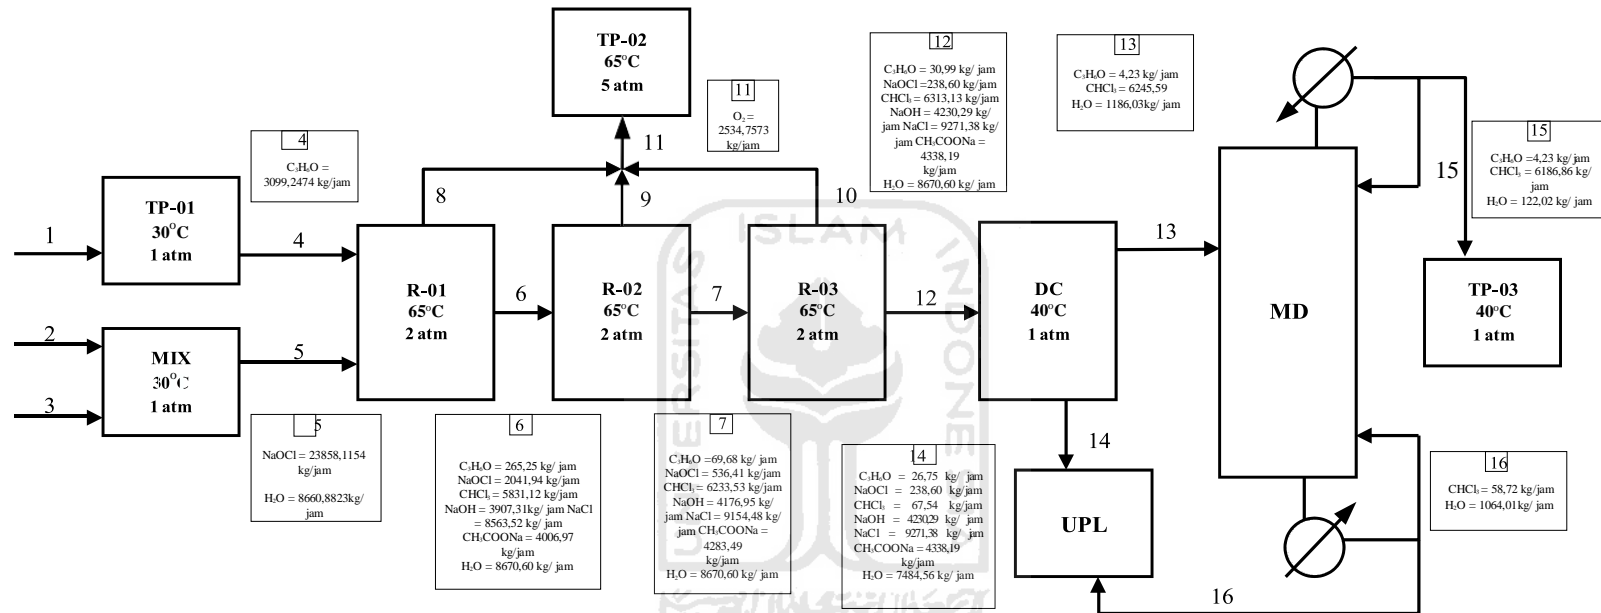 TP-02
65°C
5 atm
11
11
O₂ =
2534,7573
kg/jam
12
C₃H₆O = 30,99 kg/ jam
NaOCl =238,60 kg/jam
CHCl₃ = 6313,13 kg/jam
NaOH = 4230,29 kg/
jam NaCl = 9271,38 kg/
jam CH₃COONa =
4338,19
kg/jam
H₂O = 8670,60 kg/ jam
13
C₃H₆O = 4,23 kg/ jam
CHCl₃ = 6245,59
H₂O = 1186,03kg/ jam
15
C₃H₆O =4,23 kg/jam
CHCl₃ = 6186,86 kg/
jam
H₂O = 122,02 kg/ jam
4
C₃H₆O =
3099,2474 kg/jam
TP-01
30°C
1 atm
1
4
8
9
10
15
ISLAM
UNIVERSITAS
INDONESIA
R-01
65°C
2 atm
6
R-02
65°C
2 atm
7
R-03
65°C
2 atm
12
DC
40°C
1 atm
13
MD
TP-03
40°C
1 atm
2
3
MIX
30°C
1 atm
5
5
NaOCl = 23858,1154
kg/jam
H₂O = 8660,8823kg/
jam
6
C₃H₆O = 265,25 kg/ jam
NaOCl = 2041,94 kg/jam
CHCl₃ = 5831,12 kg/jam
NaOH = 3907,31kg/ jam NaCl
= 8563,52 kg/ jam
CH₃COONa = 4006,97
kg/jam
H₂O = 8670,60 kg/ jam
7
C₃H₆O =69,68 kg/ jam
NaOCl = 536,41 kg/jam
CHCl₃ = 6233,53 kg/jam
NaOH = 4176,95 kg/
jam NaCl = 9154,48 kg/
jam CH₃COONa =
4283,49
kg/jam
H₂O = 8670,60 kg/ jam
14
C₃H₆O = 26,75 kg/ jam
NaOCl = 238,60 kg/jam
CHCl₃ = 67,54 kg/jam
NaOH = 4230,29 kg/ jam
NaCl = 9271,38 kg/ jam
CH₃COONa = 4338,19
kg/jam
H₂O = 7484,56 kg/jam
14
UPL
16
16
CHCl₃ = 58,72 kg/jam
H₂O = 1064,01kg/ jam